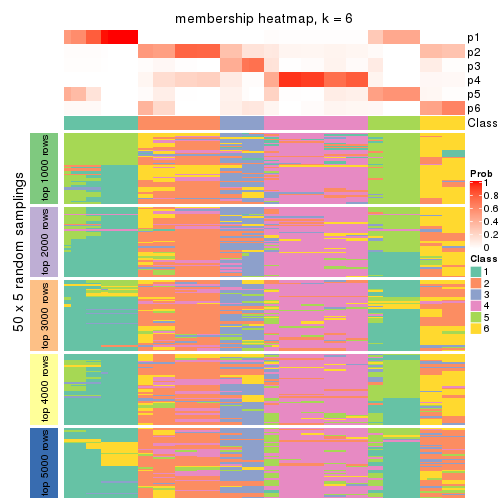 membership heatmap, k = 6
p1
p2
p3
p4
p5
p6
Class
50 x 5 random samplings
top 1000 rows
top 2000 rows
top 3000 rows
top 4000 rows
top 5000 rows
Prob
1
0.8
0.6
0.4
0.2
0
Class
1
2
3
4
5
6